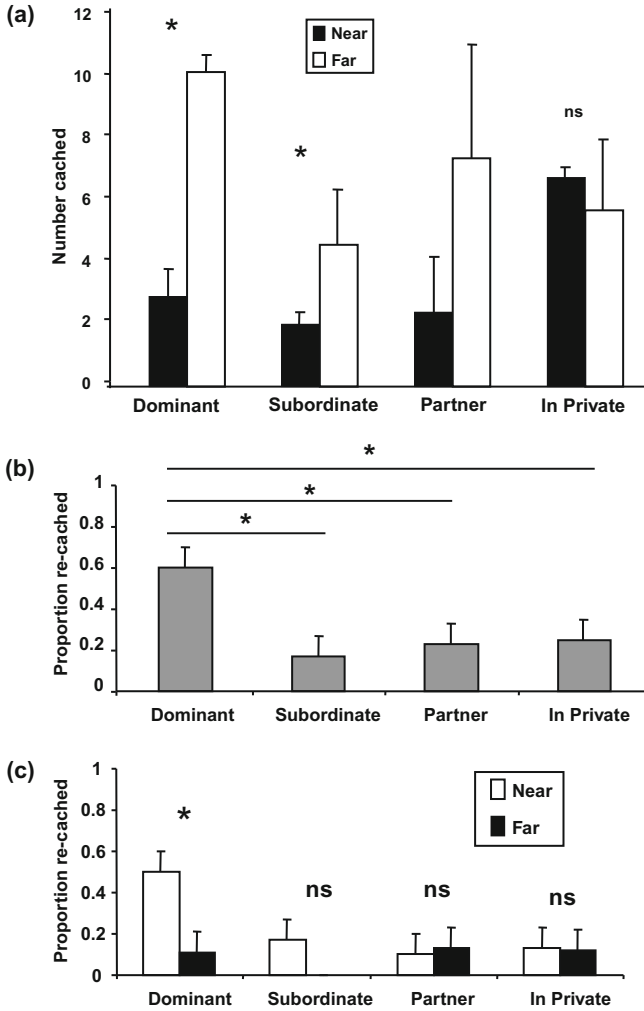 (a)
12
10
8
6
4
2
0
Number cached
*
*
ns
Near
Far
Dominant Subordinate Partner In Private
(b)
1
0.8
0.6
0.4
0.2
0
Proportion re-cached
*
*
*
Dominant Subordinate Partner In Private
(c)
1
0.8
0.6
0.4
0.2
0
Proportion re-cached
*
ns
ns
ns
Near
Far
Dominant Subordinate Partner In Private